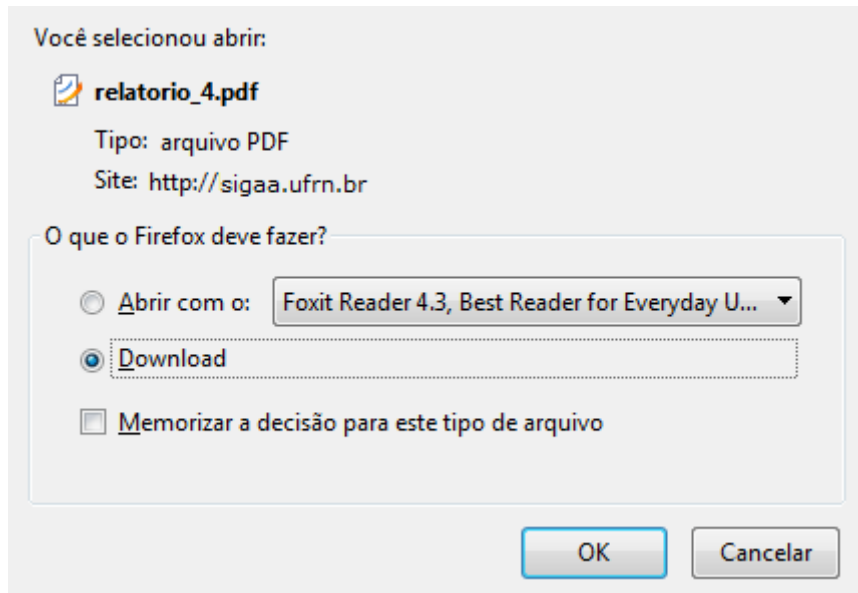 Você selecionou abrir:
relatorio_4.pdf
Tipo: arquivo PDF
Site: http://sigaa.ufrn.br
O que o Firefox deve fazer?
Abrir com o: Foxit Reader 4.3, Best Reader for Everyday U...
Download
Memorizar a decisão para este tipo de arquivo
OK Cancelar